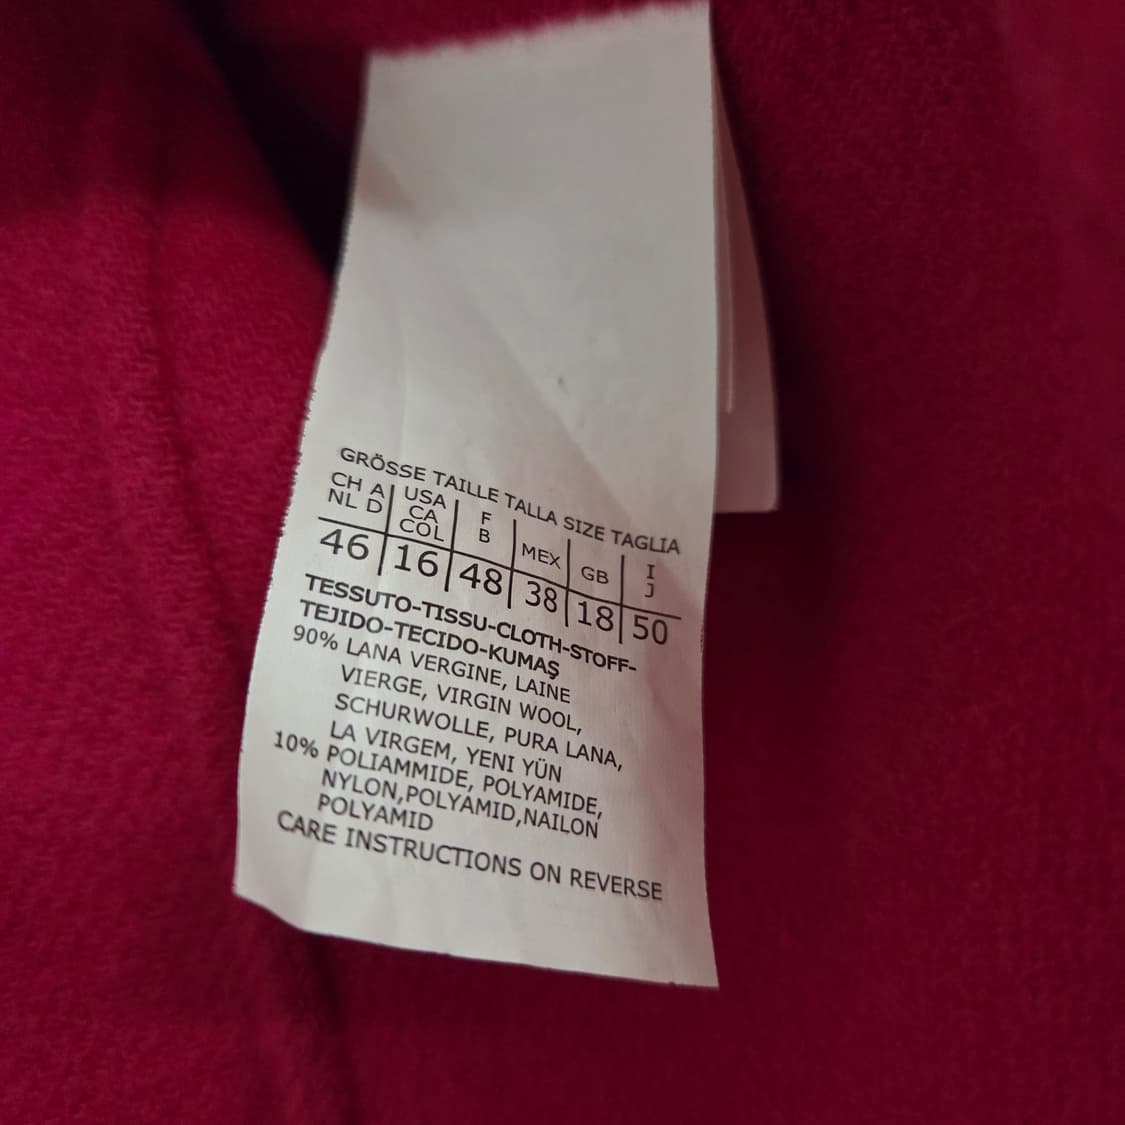 GRÖSSE TAILLE TALLA SIZE TAGLIA
CH A NL D USA CA COL F B MEX GB I J
46 16 48 38 18 50
TESSUTO-TISSU-CLOTH-STOFF-
TEJIDO-TECIDO-KUMAŞ
90% LANA VERGINE, LAINE
VIERGE, VIRGIN WOOL,
SCHURWOLLE, PURA LANA,
LA VIRGEM, YENI YÜN
10% POLIAMMIDE, POLYAMIDE,
NYLON,POLYAMID,NAILON
POLYAMID
CARE INSTRUCTIONS ON REVERSE